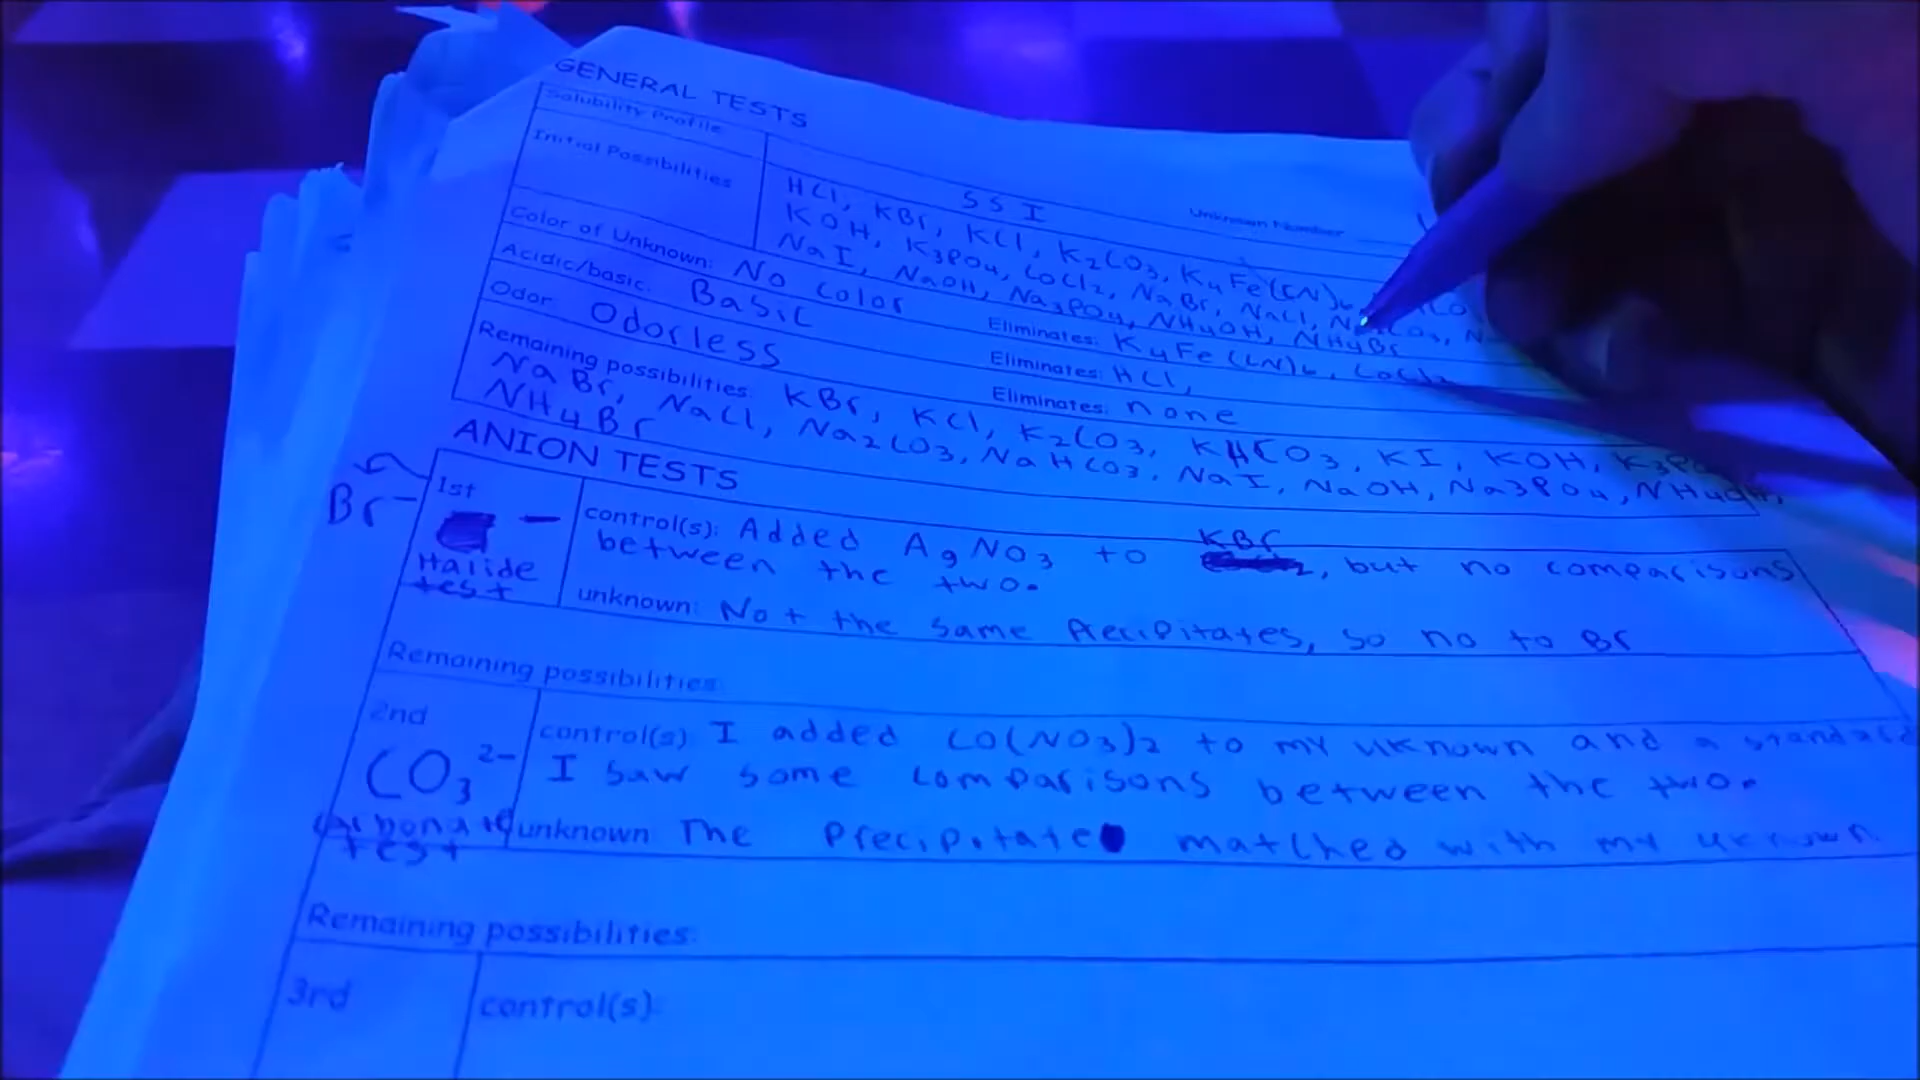 GENERAL TESTS
Solubility Profile
SSI
Unknown Number
Initial Possibilities
HCl, KBr, KCl, K2CO3, K4Fe(CN)6,
KOH, K3PO4, CoCl2, NaBr, NaCl,
NaI, NaOH, Na3PO4, NH4OH, NH4Br
Color of Unknown: No color
Eliminates: K4Fe(CN)6, CoCl2
Acidic/basic: Basic
Eliminates: HCl,
Odor: Odorless
Eliminates: none
Remaining possibilities: KBr, KCl, K2CO3, KHCO3, KI, KOH,
NaBr, NaCl, Na2CO3, NaHCO3, NaI, NaOH, Na3PO4, NH4OH,
NH4Br
ANION TESTS
Br-
1st
Halide
test
control(s): Added AgNO3 to KBr, but no comparisons
between the two.
unknown: Not the same precipitates, so no to Br
Remaining possibilities:
2nd
CO3 2-
carbonate
test
control(s): I added CO(NO3)2 to my uknown and a standard
I saw some comparisons between the two.
unknown The precipitate matched with my uknown
Remaining possibilities:
3rd
control(s):